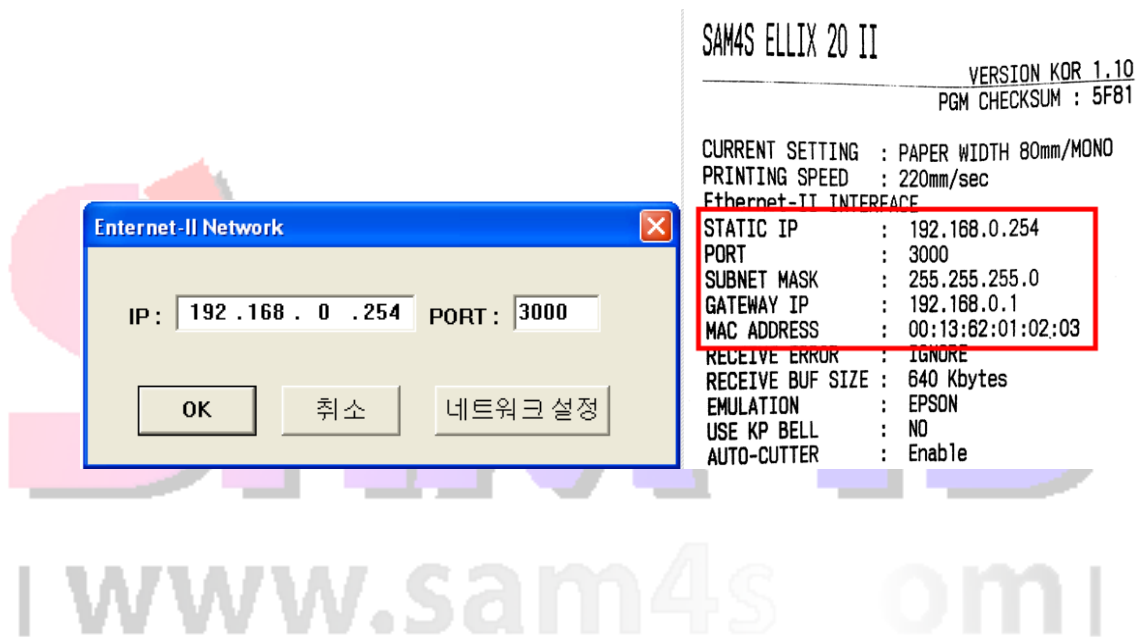 SAM4S ELLIX 20 II
VERSION KOR 1.10
PGM CHECKSUM : 5F81
CURRENT SETTING : PAPER WIDTH 80mm/MONO
PRINTING SPEED : 220mm/sec
Ethernet-II INTERFACE
STATIC IP : 192.168.0.254
PORT : 3000
SUBNET MASK : 255.255.255.0
GATEWAY IP : 192.168.0.1
MAC ADDRESS : 00:13:62:01:02:03
RECEIVE ERROR : IGNORE
RECEIVE BUF SIZE : 640 Kbytes
EMULATION : EPSON
USE KP BELL : NO
AUTO-CUTTER : Enable
Enternet-II Network
IP : 192 .168 . 0 .254 PORT : 3000
OK 취소 네트워크 설정
www.sam4s om